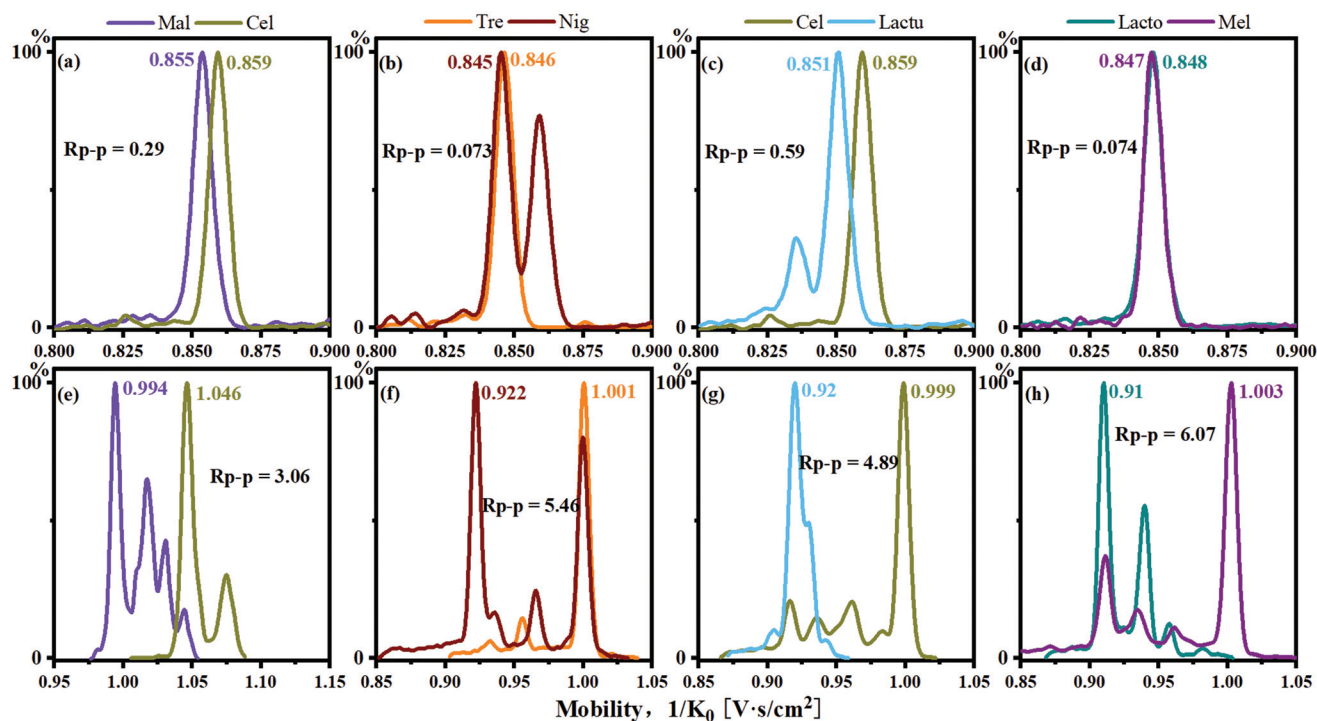 Mal Cel
Tre Nig
Cel Lactu
Lacto Mel
%
100
(a)
0.855 0.859
Rp-p = 0.29
0
0.800 0.825 0.850 0.875 0.900
%
100
(b)
0.845 0.846
Rp-p = 0.073
0
0.800 0.825 0.850 0.875 0.900
%
100
(c)
0.851 0.859
Rp-p = 0.59
0
0.800 0.825 0.850 0.875 0.900
%
100
(d)
0.847 0.848
Rp-p = 0.074
0
0.800 0.825 0.850 0.875 0.900
%
100
(e)
0.994 1.046
Rp-p = 3.06
0
0.95 1.00 1.05 1.10 1.15
%
100
(f)
0.922 1.001
Rp-p = 5.46
0
0.85 0.90 0.95 1.00 1.05
%
100
(g)
0.92 0.999
Rp-p = 4.89
0
0.85 0.90 0.95 1.00 1.05
%
100
(h)
0.91 1.003
Rp-p = 6.07
0
0.85 0.90 0.95 1.00 1.05
Mobility, 1/K₀ [V·s/cm²]